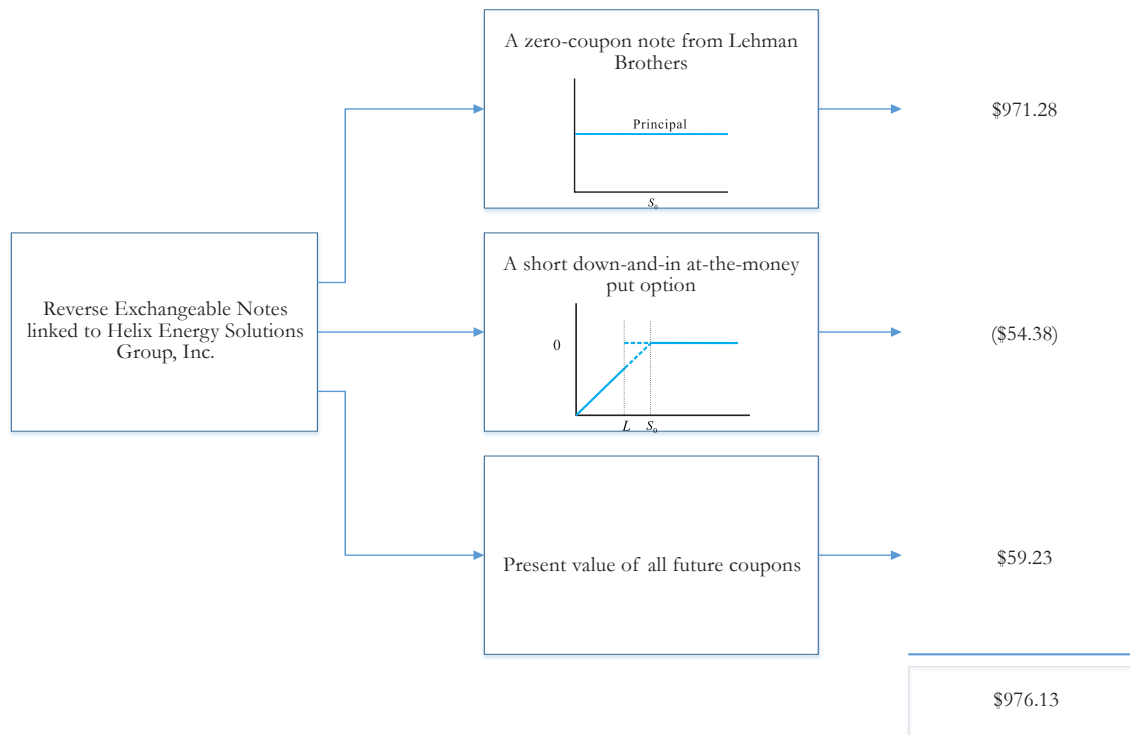 A zero-coupon note from Lehman
Brothers
Principal
S₀
$971.28
Reverse Exchangeable Notes
linked to Helix Energy Solutions
Group, Inc.
A short down-and-in at-the-money
put option
0
L S₀
($54.38)
Present value of all future coupons
$59.23
$976.13